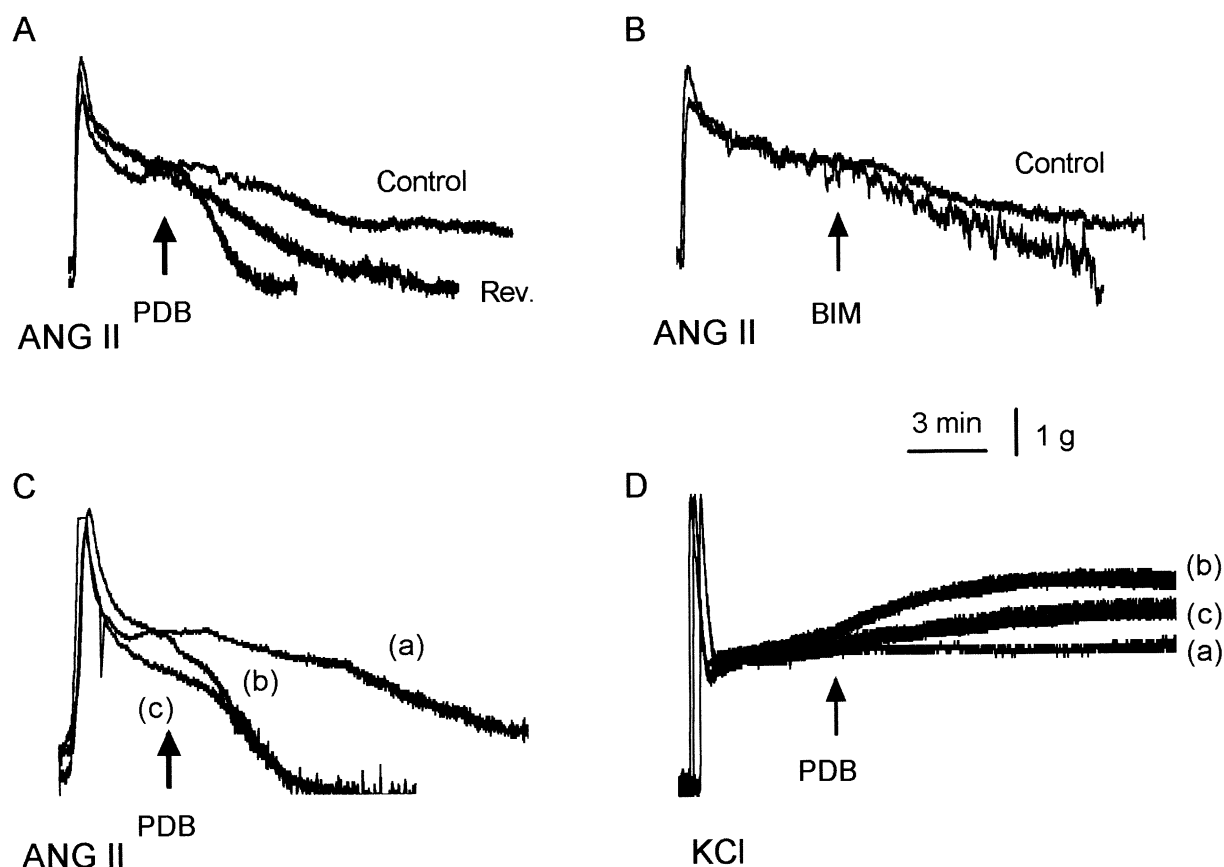 A
Control
Rev.
PDB
ANG II
B
Control
BIM
ANG II
3 min
1 g
C
(a)
(b)
(c)
PDB
ANG II
D
(b)
(c)
(a)
PDB
KCl